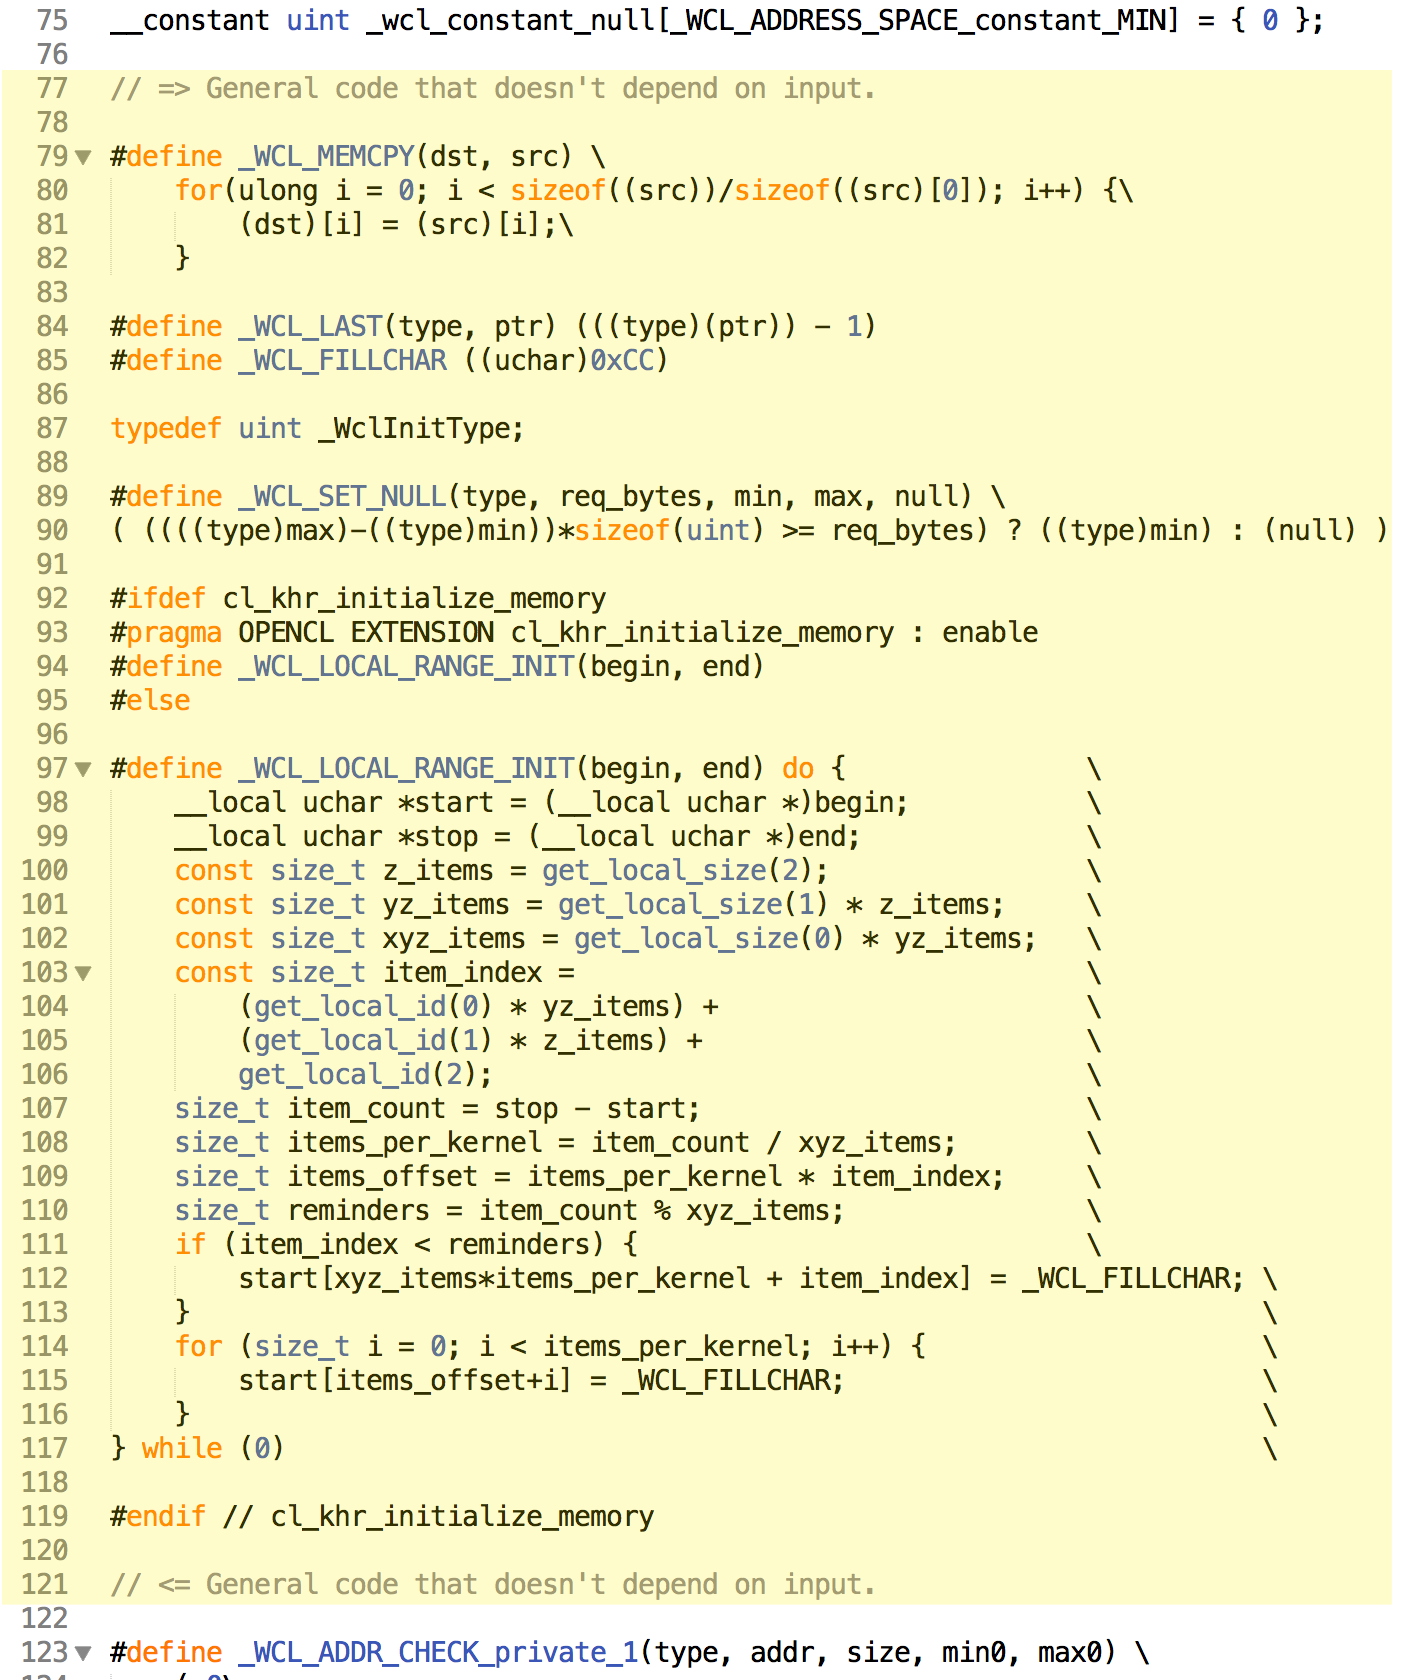 75 __constant uint _wcl_constant_null[_WCL_ADDRESS_SPACE_constant_MIN] = { 0 };
76
77 // => General code that doesn't depend on input.
78
79 #define _WCL_MEMCPY(dst, src) \
80     for(ulong i = 0; i < sizeof((src))/sizeof((src)[0]); i++) {\
81         (dst)[i] = (src)[i];\
82     }
83
84 #define _WCL_LAST(type, ptr) (((type)(ptr)) - 1)
85 #define _WCL_FILLCHAR ((uchar)0xCC)
86
87 typedef uint _WclInitType;
88
89 #define _WCL_SET_NULL(type, req_bytes, min, max, null) \
90 ( ((((type)max)-((type)min))*sizeof(uint) >= req_bytes) ? ((type)min) : (null) )
91
92 #ifdef cl_khr_initialize_memory
93 #pragma OPENCL EXTENSION cl_khr_initialize_memory : enable
94 #define _WCL_LOCAL_RANGE_INIT(begin, end)
95 #else
96
97 #define _WCL_LOCAL_RANGE_INIT(begin, end) do {               \
98     __local uchar *start = (__local uchar *)begin;           \
99     __local uchar *stop = (__local uchar *)end;              \
100     const size_t z_items = get_local_size(2);                \
101     const size_t yz_items = get_local_size(1) * z_items;     \
102     const size_t xyz_items = get_local_size(0) * yz_items;   \
103     const size_t item_index =                                \
104         (get_local_id(0) * yz_items) +                       \
105         (get_local_id(1) * z_items) +                        \
106         get_local_id(2);                                     \
107     size_t item_count = stop - start;                        \
108     size_t items_per_kernel = item_count / xyz_items;        \
109     size_t items_offset = items_per_kernel * item_index;     \
110     size_t reminders = item_count % xyz_items;               \
111     if (item_index < reminders) {                            \
112         start[xyz_items*items_per_kernel + item_index] = _WCL_FILLCHAR; \
113     }                                                                   \
114     for (size_t i = 0; i < items_per_kernel; i++) {                     \
115         start[items_offset+i] = _WCL_FILLCHAR;                          \
116     }                                                                   \
117 } while (0)                                                             \
118
119 #endif // cl_khr_initialize_memory
120
121 // <= General code that doesn't depend on input.
122
123 #define _WCL_ADDR_CHECK_private_1(type, addr, size, min0, max0) \